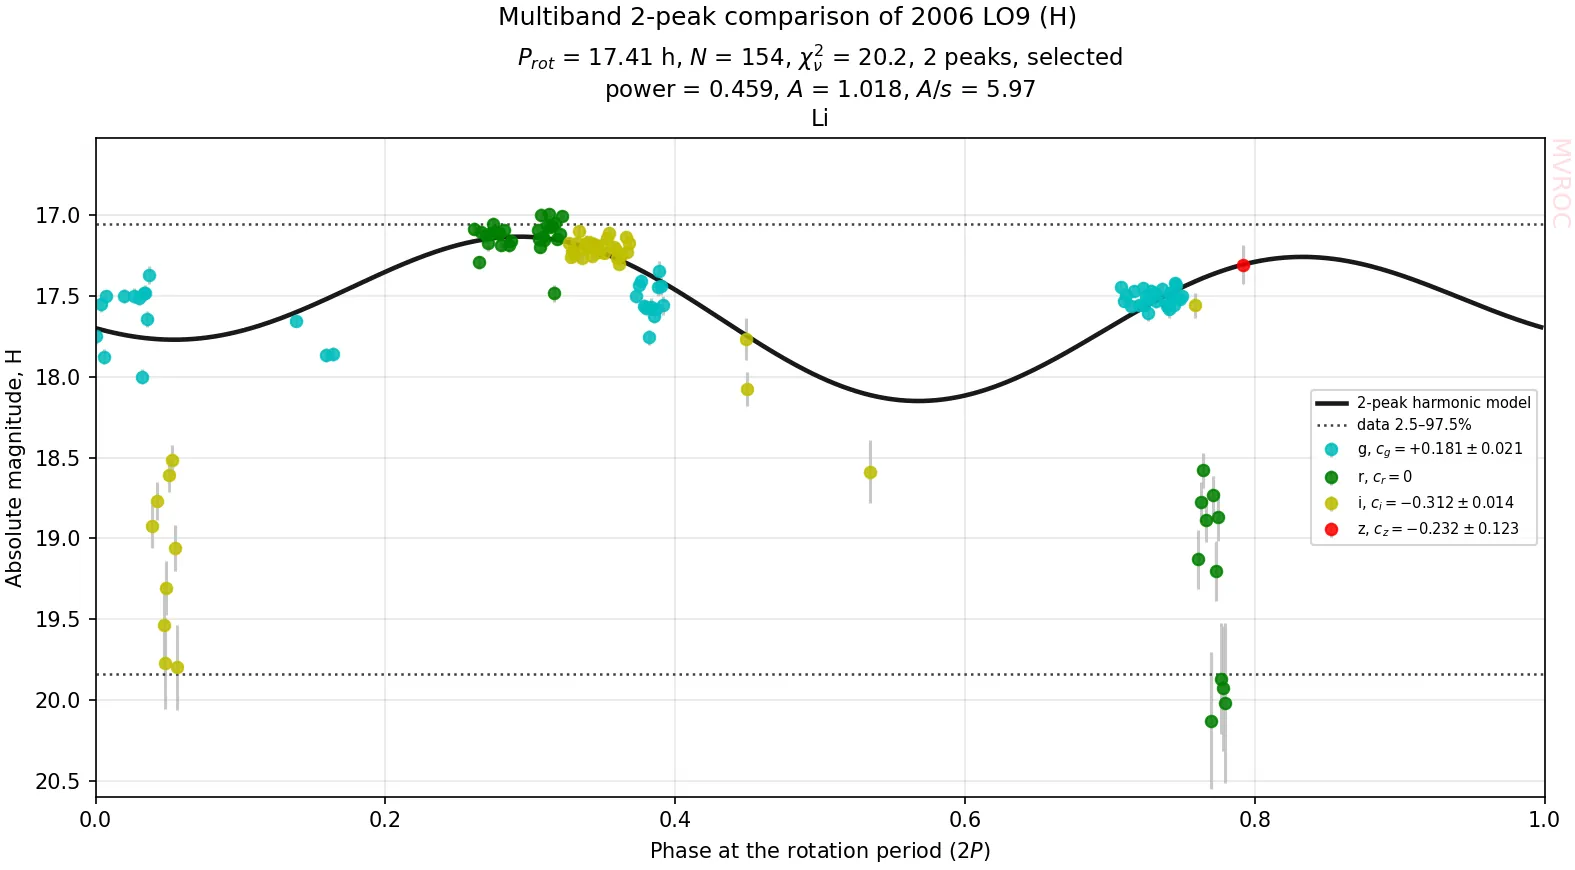 Multiband 2-peak comparison of 2006 LO9 (H)
P_rot = 17.41 h, N = 154, χ²_ν = 20.2, 2 peaks, selected
power = 0.459, A = 1.018, A/s = 5.97
Li
MVROC
Absolute magnitude, H
17.0
17.5
18.0
18.5
19.0
19.5
20.0
20.5
2-peak harmonic model
data 2.5–97.5%
g, c_g = +0.181 ± 0.021
r, c_r = 0
i, c_i = −0.312 ± 0.014
z, c_z = −0.232 ± 0.123
0.0 0.2 0.4 0.6 0.8 1.0
Phase at the rotation period (2P)